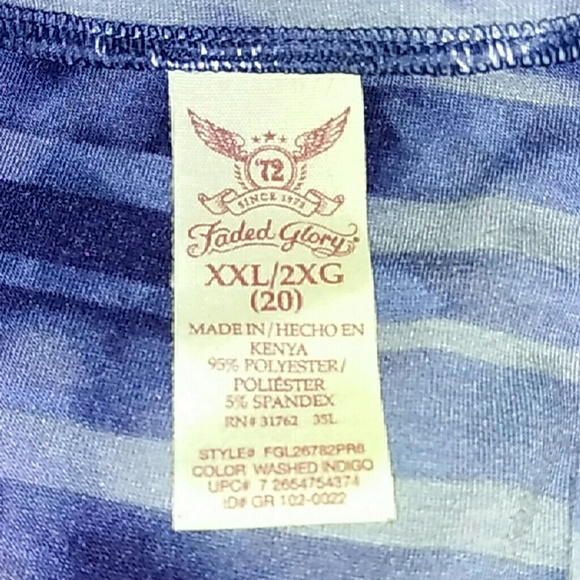 '72
SINCE 1972
Faded Glory
XXL/2XG
(20)
MADE IN/HECHO EN
KENYA
95% POLYESTER/
POLIÉSTER
5% SPANDEX
RN# 31762 35L
STYLE# FGL26782PR6
COLOR WASHED INDIGO
UPC# 7 2654754374
ID# GR 102-0022